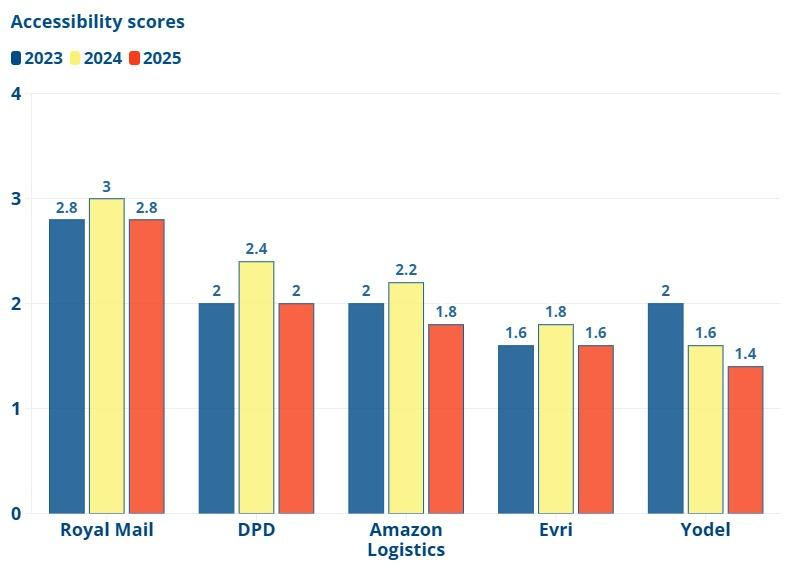 Accessibility scores
2023 2024 2025
4
3
2
1
0
2.8 3 2.8
2 2.4 2
2 2.2 1.8
1.6 1.8 1.6
2 1.6 1.4
Royal Mail DPD Amazon Logistics Evri Yodel